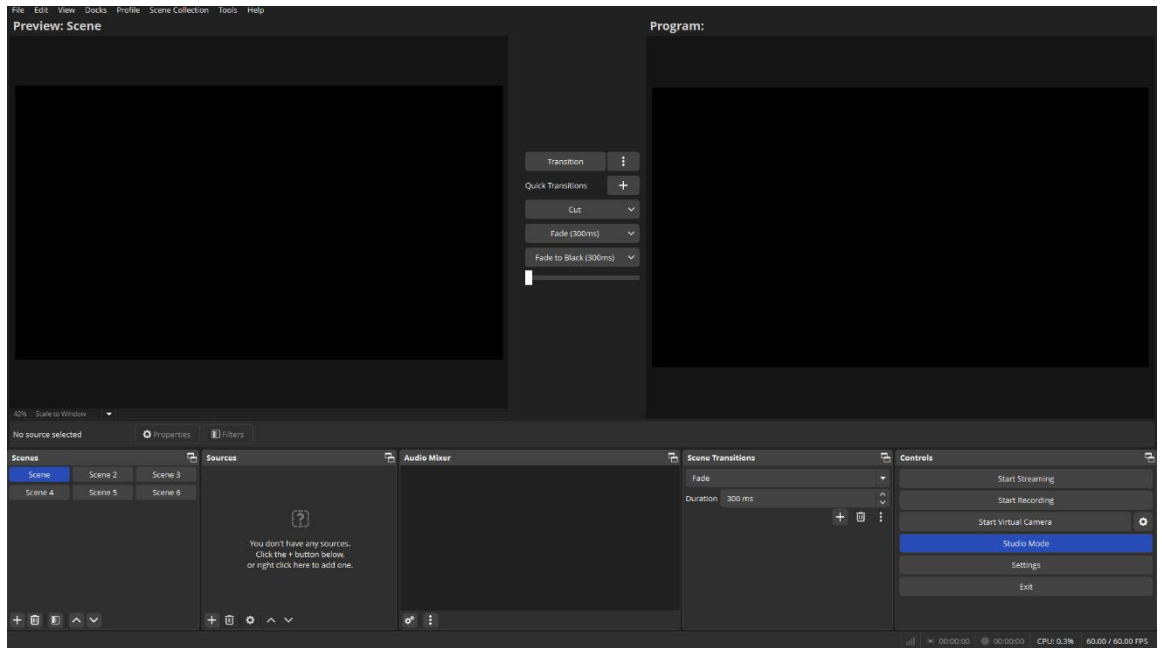 File Edit View Docks Profile Scene Collection Tools Help
Preview: Scene
Program:
Transition
Quick Transitions
Cut
Fade (300ms)
Fade to Black (300ms)
42% Scale to Window
No source selected Properties Filters
Scenes
Scene Scene 2 Scene 3
Scene 4 Scene 5 Scene 6
Sources
You don't have any sources.
Click the + button below,
or right click here to add one.
Audio Mixer
Scene Transitions
Fade
Duration 300 ms
Controls
Start Streaming
Start Recording
Start Virtual Camera
Studio Mode
Settings
Exit
00:00:00 00:00:00 CPU: 0.3% 60.00 / 60.00 FPS